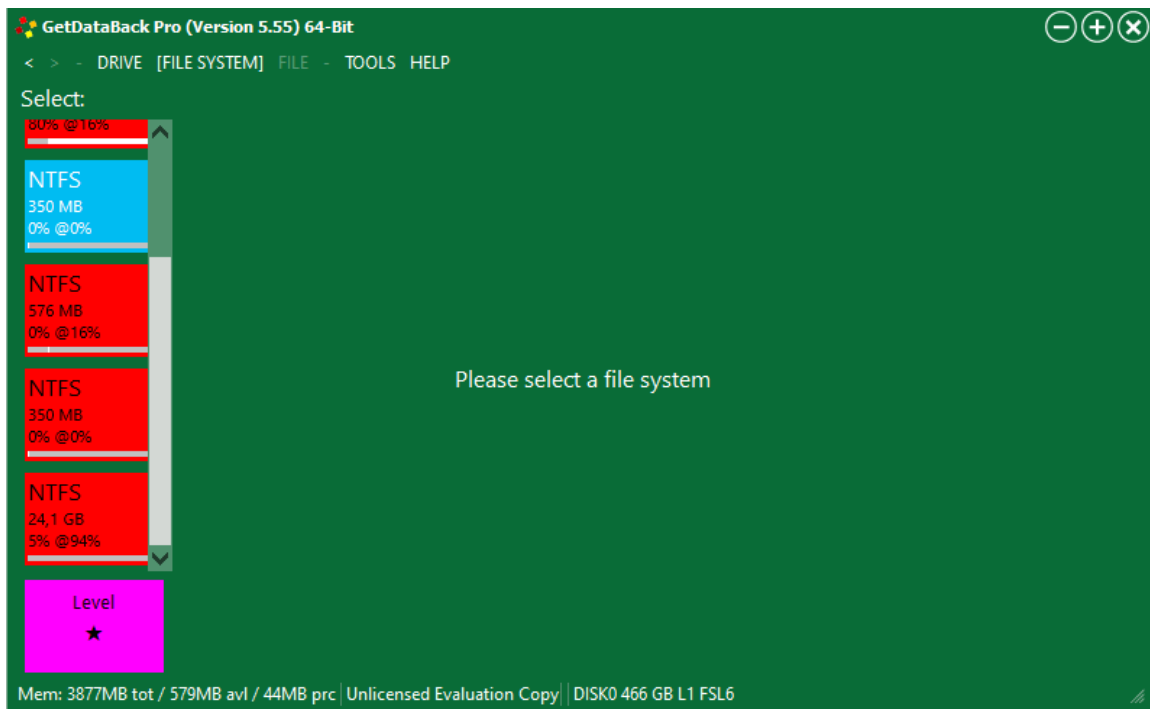 GetDataBack Pro (Version 5.55) 64-Bit
< > - DRIVE [FILE SYSTEM] FILE - TOOLS HELP
Select:
80% @16%
NTFS
350 MB
0% @0%
NTFS
576 MB
0% @16%
NTFS
350 MB
0% @0%
NTFS
24,1 GB
5% @94%
Please select a file system
Level
★
Mem: 3877MB tot / 579MB avl / 44MB prc Unlicensed Evaluation Copy DISK0 466 GB L1 FSL6